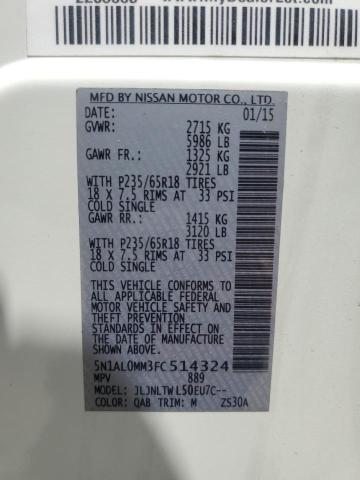 MFD BY NISSAN MOTOR CO., LTD.
DATE: 01/15
GVWR: 2715 KG
5986 LB
GAWR FR.: 1325 KG
2921 LB
WITH P235/65R18 TIRES
18 X 7.5 RIMS AT 33 PSI
COLD SINGLE
GAWR RR.: 1415 KG
3120 LB
WITH P235/65R18 TIRES
18 X 7.5 RIMS AT 33 PSI
COLD SINGLE
THIS VEHICLE CONFORMS TO
ALL APPLICABLE FEDERAL
MOTOR VEHICLE SAFETY
STANDARDS IN EFFECT ON
THE DATE OF MANUFACTURE
SHOWN ABOVE.
5N1AL0MM3FC514324
MPV 889
MODEL: JLJNLTWL50EU7C--
COLOR: QAB TRIM: M ZS30A